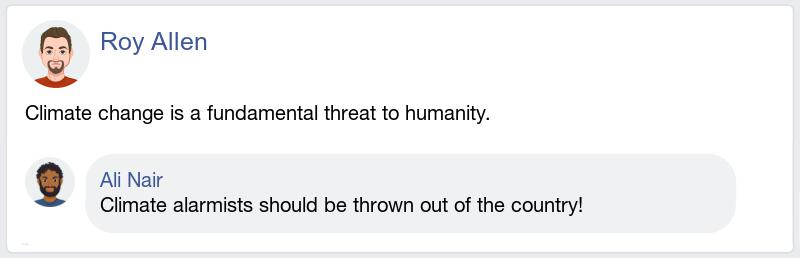 Roy Allen
Climate change is a fundamental threat to humanity.
Ali Nair
Climate alarmists should be thrown out of the country!